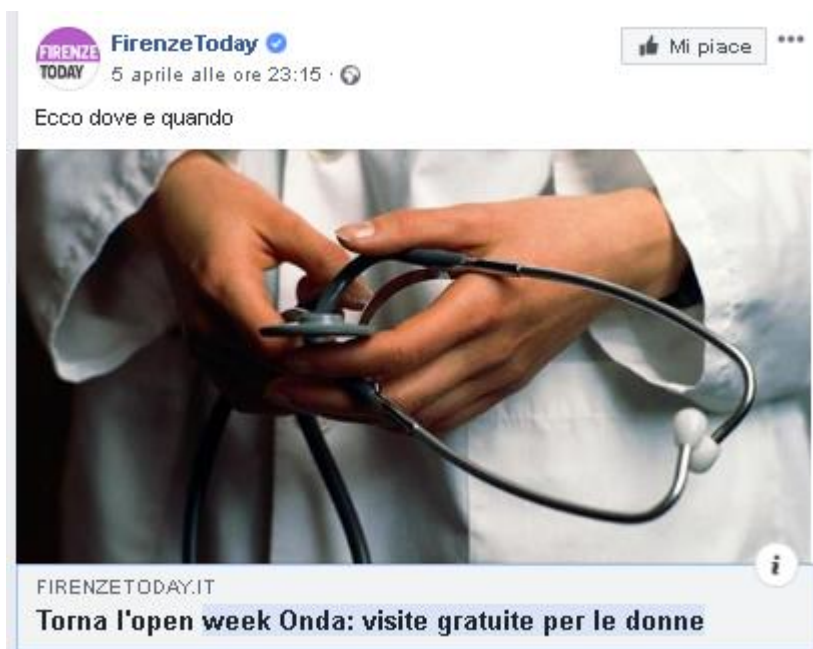 FIRENZE
TODAY
FirenzeToday
5 aprile alle ore 23:15 ·
Mi piace
Ecco dove e quando
i
FIRENZETODAY.IT
Torna l'open week Onda: visite gratuite per le donne